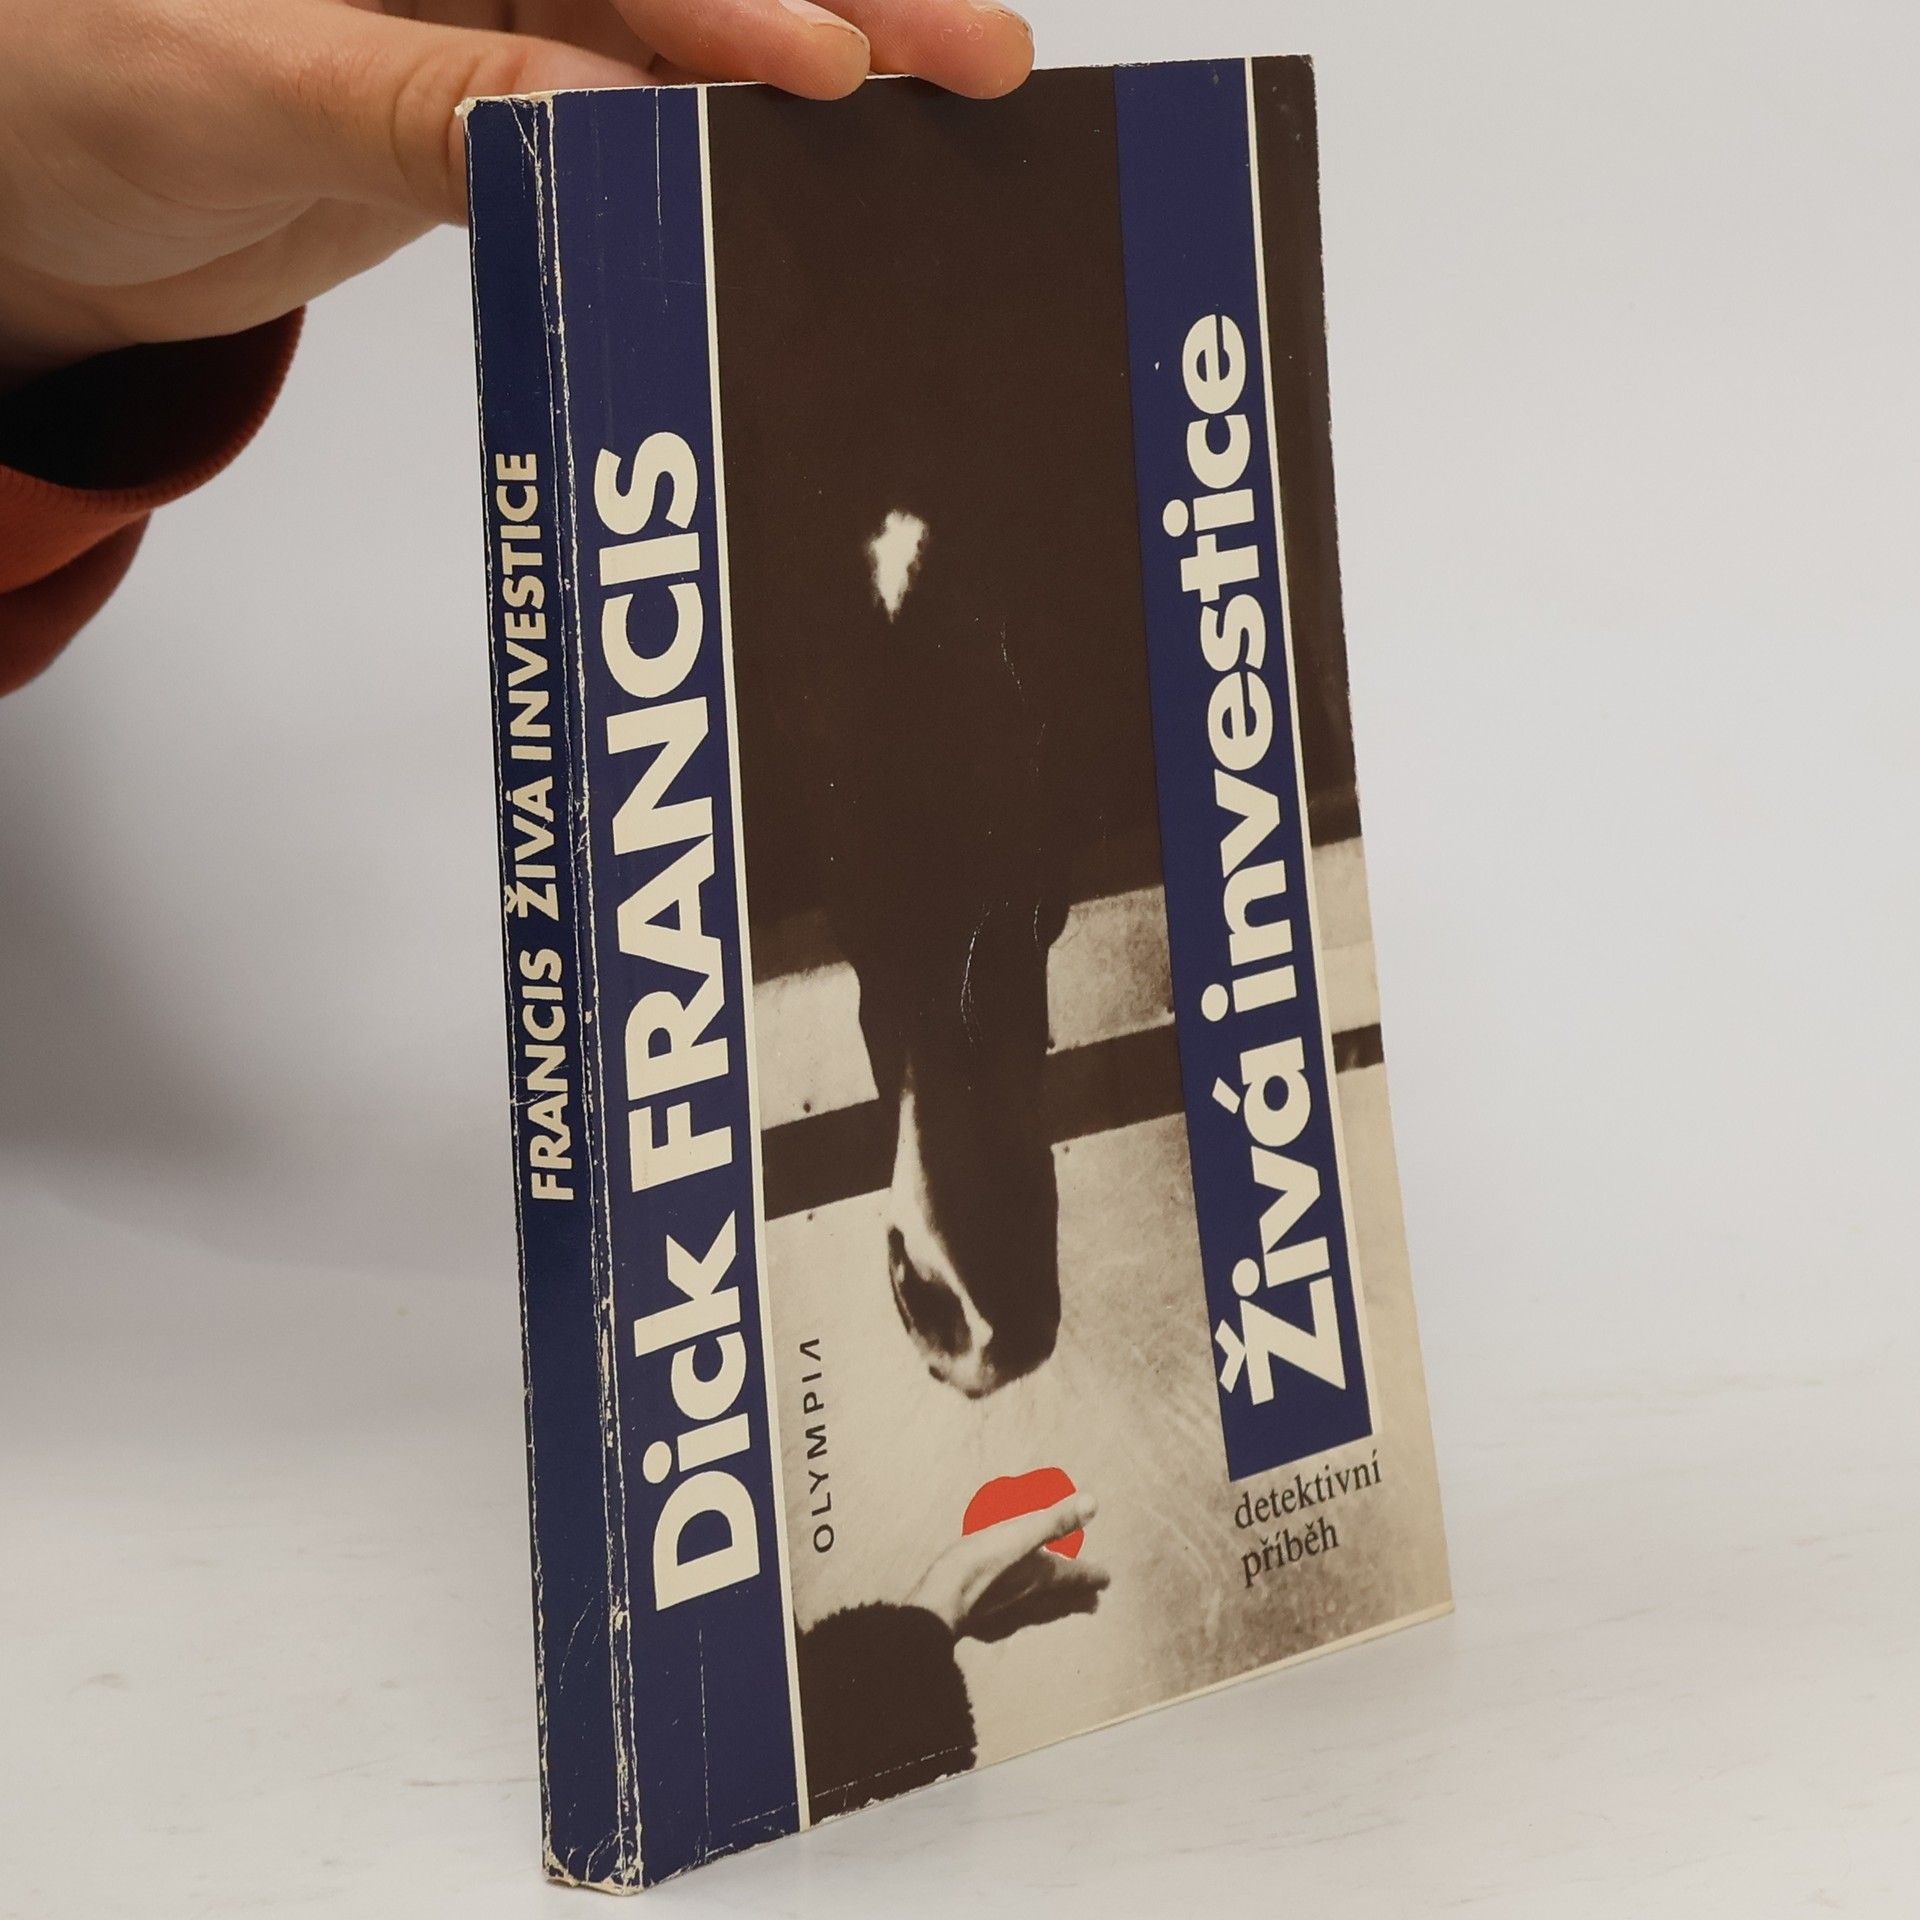 FRANCIS ŽIVÁ INVESTICE
Dick FRANCIS
OLYMPIA
Živá investice
detektivní
příběh